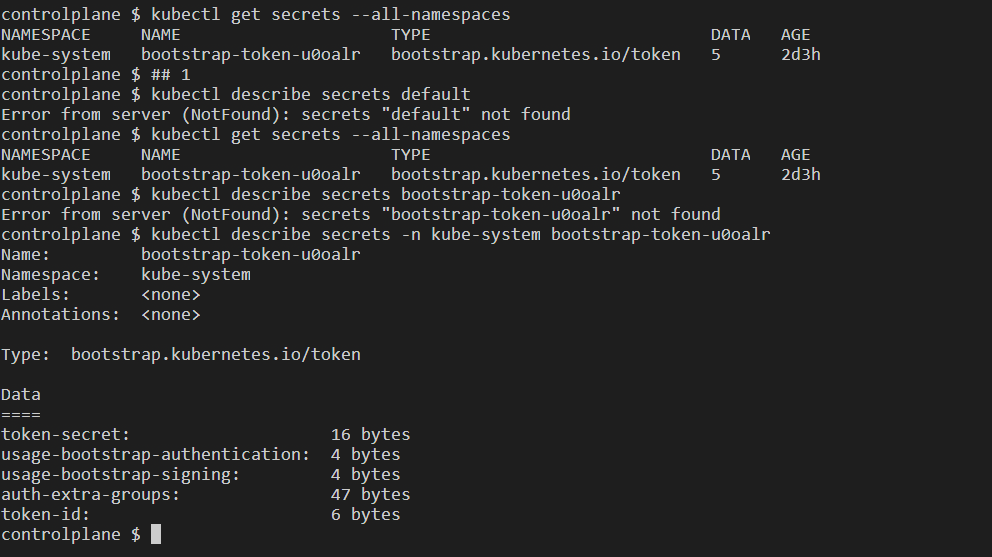 controlplane $ kubectl get secrets --all-namespaces
NAMESPACE     NAME                     TYPE                            DATA   AGE
kube-system   bootstrap-token-u0oalr   bootstrap.kubernetes.io/token   5      2d3h
controlplane $ ## 1
controlplane $ kubectl describe secrets default
Error from server (NotFound): secrets "default" not found
controlplane $ kubectl get secrets --all-namespaces
NAMESPACE     NAME                     TYPE                            DATA   AGE
kube-system   bootstrap-token-u0oalr   bootstrap.kubernetes.io/token   5      2d3h
controlplane $ kubectl describe secrets bootstrap-token-u0oalr
Error from server (NotFound): secrets "bootstrap-token-u0oalr" not found
controlplane $ kubectl describe secrets -n kube-system bootstrap-token-u0oalr
Name:         bootstrap-token-u0oalr
Namespace:    kube-system
Labels:       <none>
Annotations:  <none>

Type:  bootstrap.kubernetes.io/token

Data
====
token-secret:                    16 bytes
usage-bootstrap-authentication:  4 bytes
usage-bootstrap-signing:         4 bytes
auth-extra-groups:               47 bytes
token-id:                        6 bytes
controlplane $